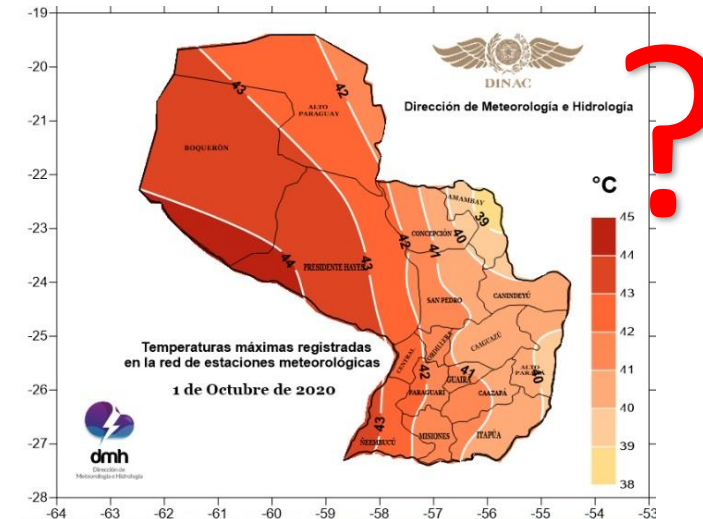 DINAC
Dirección de Meteorología e Hidrología
?
°C
45
44
43
42
41
40
39
38
-19
-20
-21
-22
-23
-24
-25
-26
-27
-28
-64
-63
-62
-61
-60
-59
-58
-57
-56
-55
-54
-53
43
42
ALTO
PARAGUAY
BOQUERÓN
AMAMBAY
39
CONCEPCIÓN
40
42
41
44
PRESIDENTE HAYES
43
SAN PEDRO
CANINDEYÚ
CORDILLERA
CAAGUAZÚ
CENTRAL
ALTO
PARANÁ
40
42
GUAIRÁ
41
PARAGUARÍ
CAAZAPÁ
43
ÑEEMBUCÚ
MISIONES
ITAPÚA
Temperaturas máximas registradas
en la red de estaciones meteorológicas
1 de Octubre de 2020
dmh
Dirección de
Meteorología e Hidrología